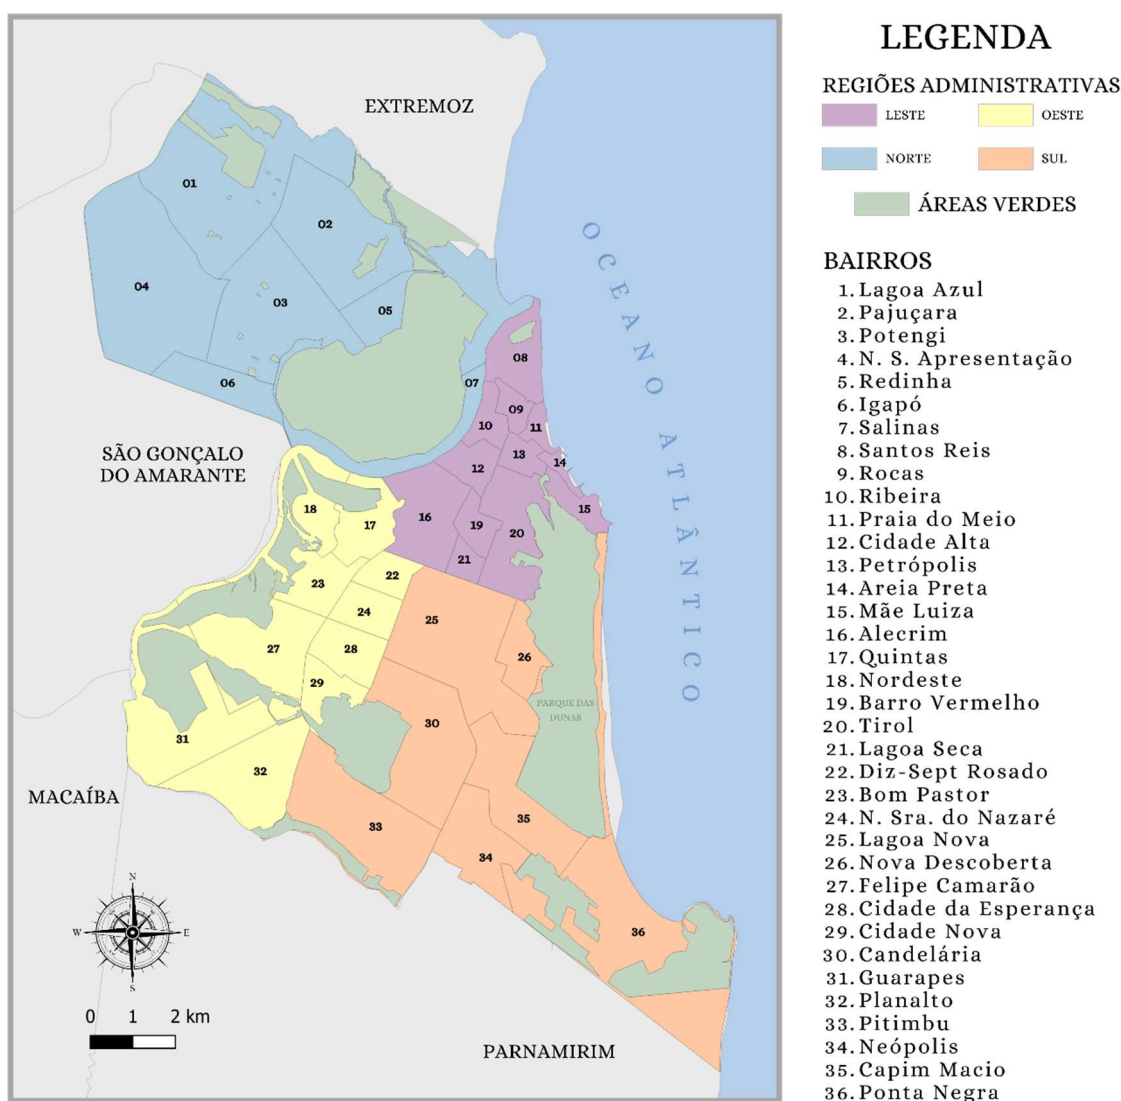 EXTREMOZ
01
02
04
03
05
06
07
08
09
10
11
OCEANO ATLÂNTICO
SÃO GONÇALO
DO AMARANTE
13
14
12
18
17
16
19
20
15
21
22
23
24
25
27
28
26
29
30
PARQUE DAS
DUNAS
31
32
MACAÍBA
33
35
34
36
N
W
E
S
0 1 2 km
PARNAMIRIM
LEGENDA
REGIÕES ADMINISTRATIVAS
LESTE
OESTE
NORTE
SUL
ÁREAS VERDES
BAIRROS
1. Lagoa Azul
2. Pajuçara
3. Potengi
4. N. S. Apresentação
5. Redinha
6. Igapó
7. Salinas
8. Santos Reis
9. Rocas
10. Ribeira
11. Praia do Meio
12. Cidade Alta
13. Petrópolis
14. Areia Preta
15. Mãe Luiza
16. Alecrim
17. Quintas
18. Nordeste
19. Barro Vermelho
20. Tirol
21. Lagoa Seca
22. Diz-Sept Rosado
23. Bom Pastor
24. N. Sra. do Nazaré
25. Lagoa Nova
26. Nova Descoberta
27. Felipe Camarão
28. Cidade da Esperança
29. Cidade Nova
30. Candelária
31. Guarapes
32. Planalto
33. Pitimbu
34. Neópolis
35. Capim Macio
36. Ponta Negra